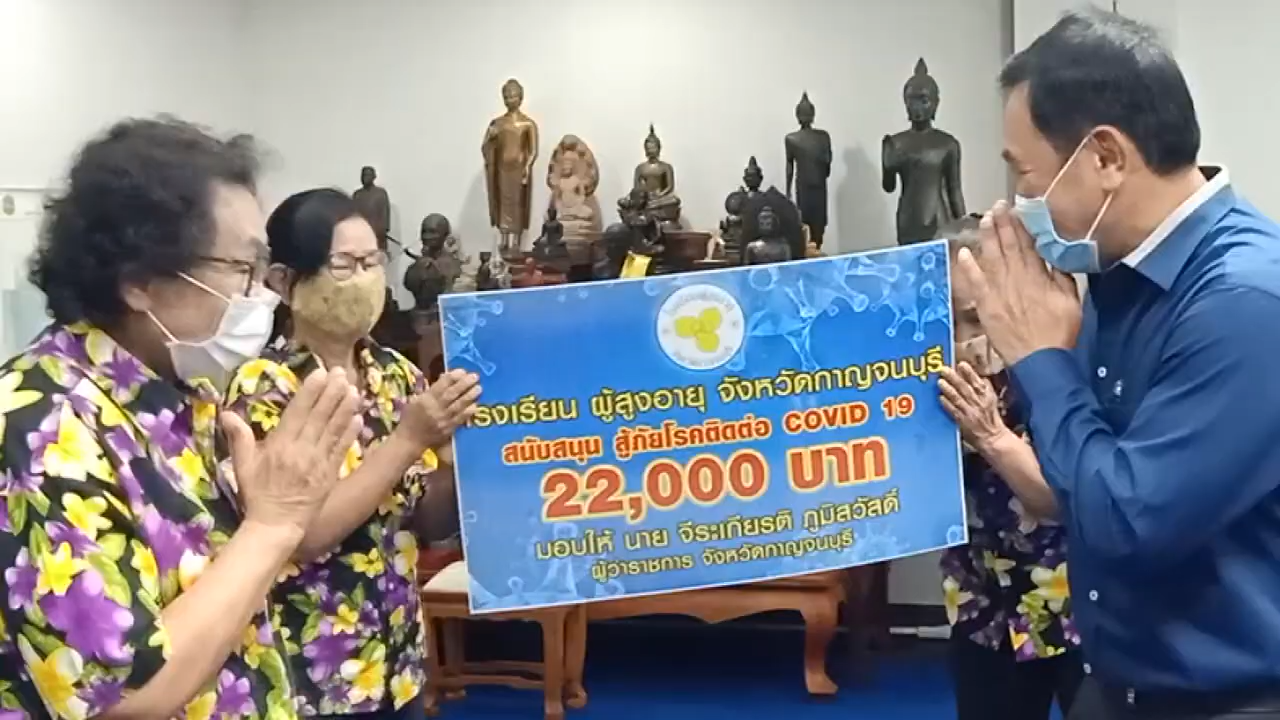 โรงเรียน ผู้สูงอายุ จังหวัดกาญจนบุรี
สนับสนุน สู้ภัยโรคติดต่อ COVID 19
22,000 บาท
มอบให้ นาย จีระเกียรติ ภูมิสวัสดิ์
ผู้ว่าราชการ จังหวัดกาญจนบุรี